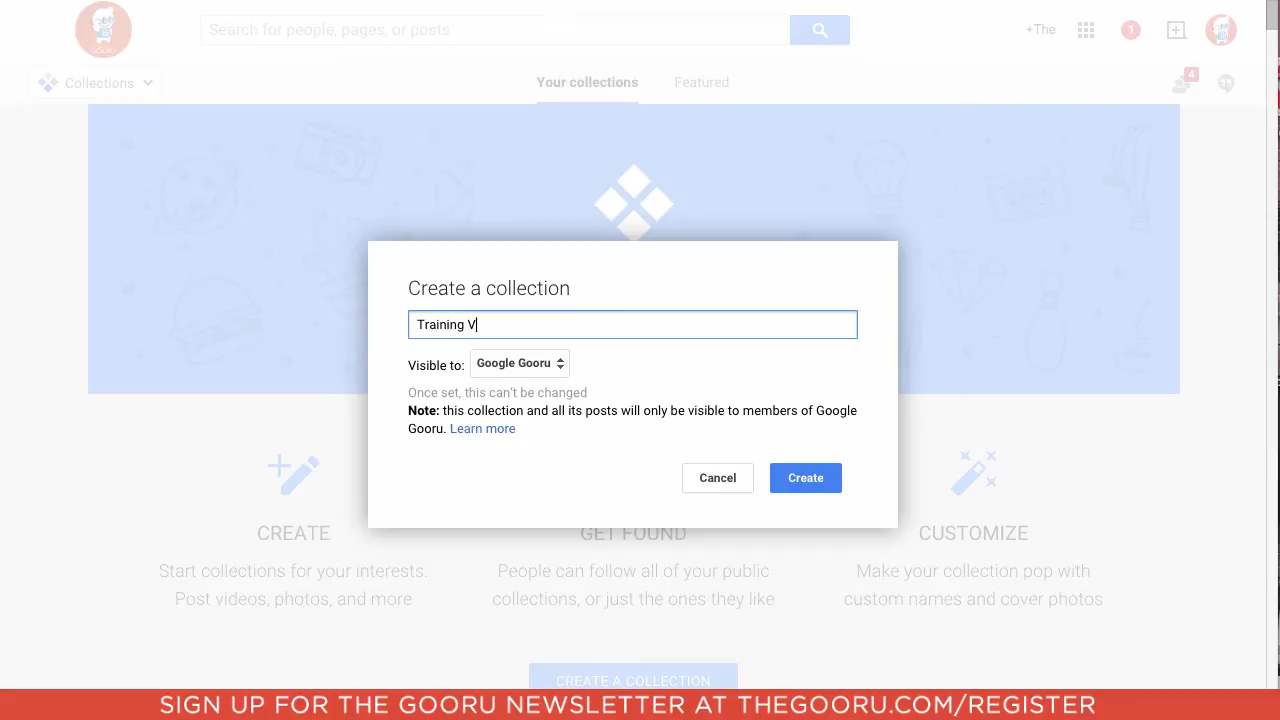 Search for people, pages, or posts
+The
1
Collections
Your collections
Featured
4
Create a collection
Training V
Visible to: Google Gooru
Once set, this can't be changed
Note: this collection and all its posts will only be visible to members of Google
Gooru. Learn more
Cancel
Create
CREATE
GET FOUND
CUSTOMIZE
Start collections for your interests.
Post videos, photos, and more
People can follow all of your public
collections, or just the ones they like
Make your collection pop with
custom names and cover photos
CREATE A COLLECTION
SIGN UP FOR THE GOORU NEWSLETTER AT THEGOORU.COM/REGISTER